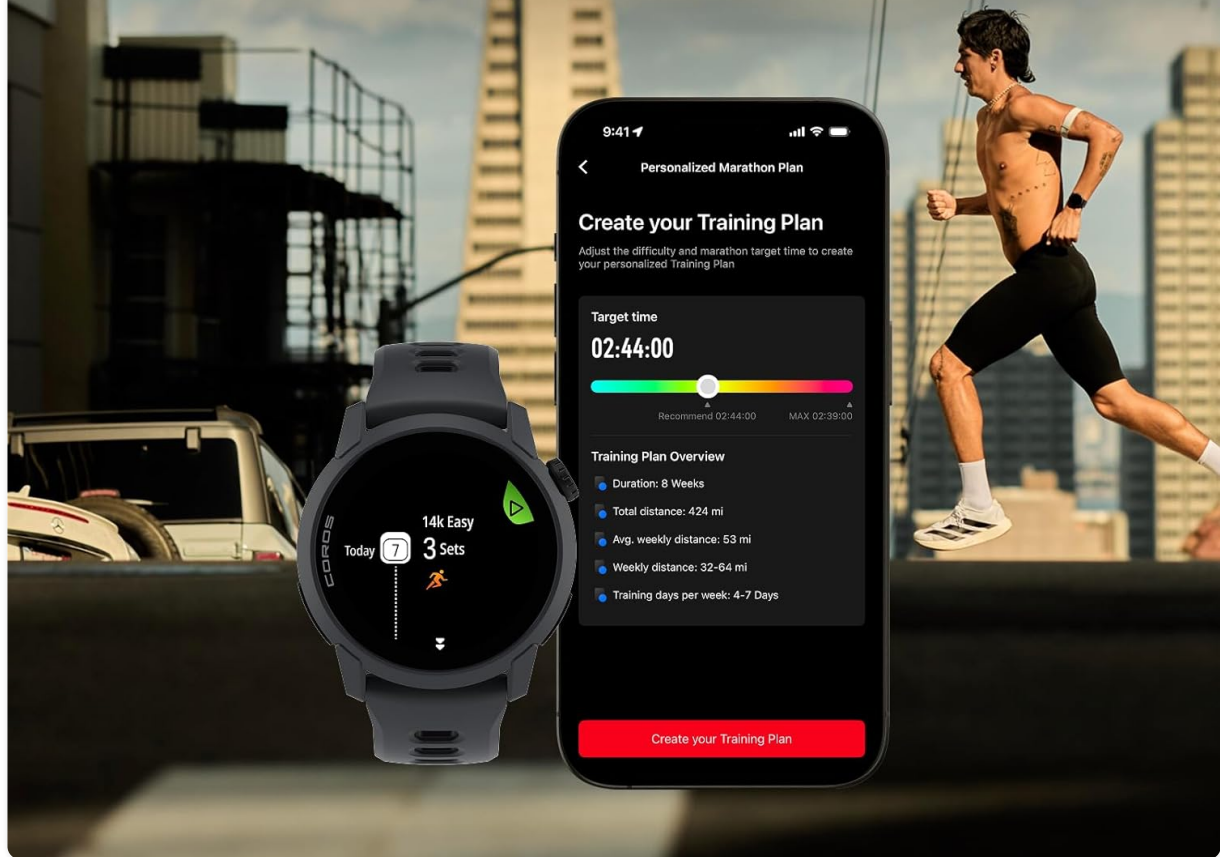 9:41
Personalized Marathon Plan
Create your Training Plan
Adjust the difficulty and marathon target time to create
your personalized Training Plan
Target time
02:44:00
Recommend 02:44:00 MAX 02:39:00
Training Plan Overview
Duration: 8 Weeks
Total distance: 424 mi
Avg. weekly distance: 53 mi
Weekly distance: 32-64 mi
Training days per week: 4-7 Days
Create your Training Plan
COROS
14k Easy
Today 7 3 Sets